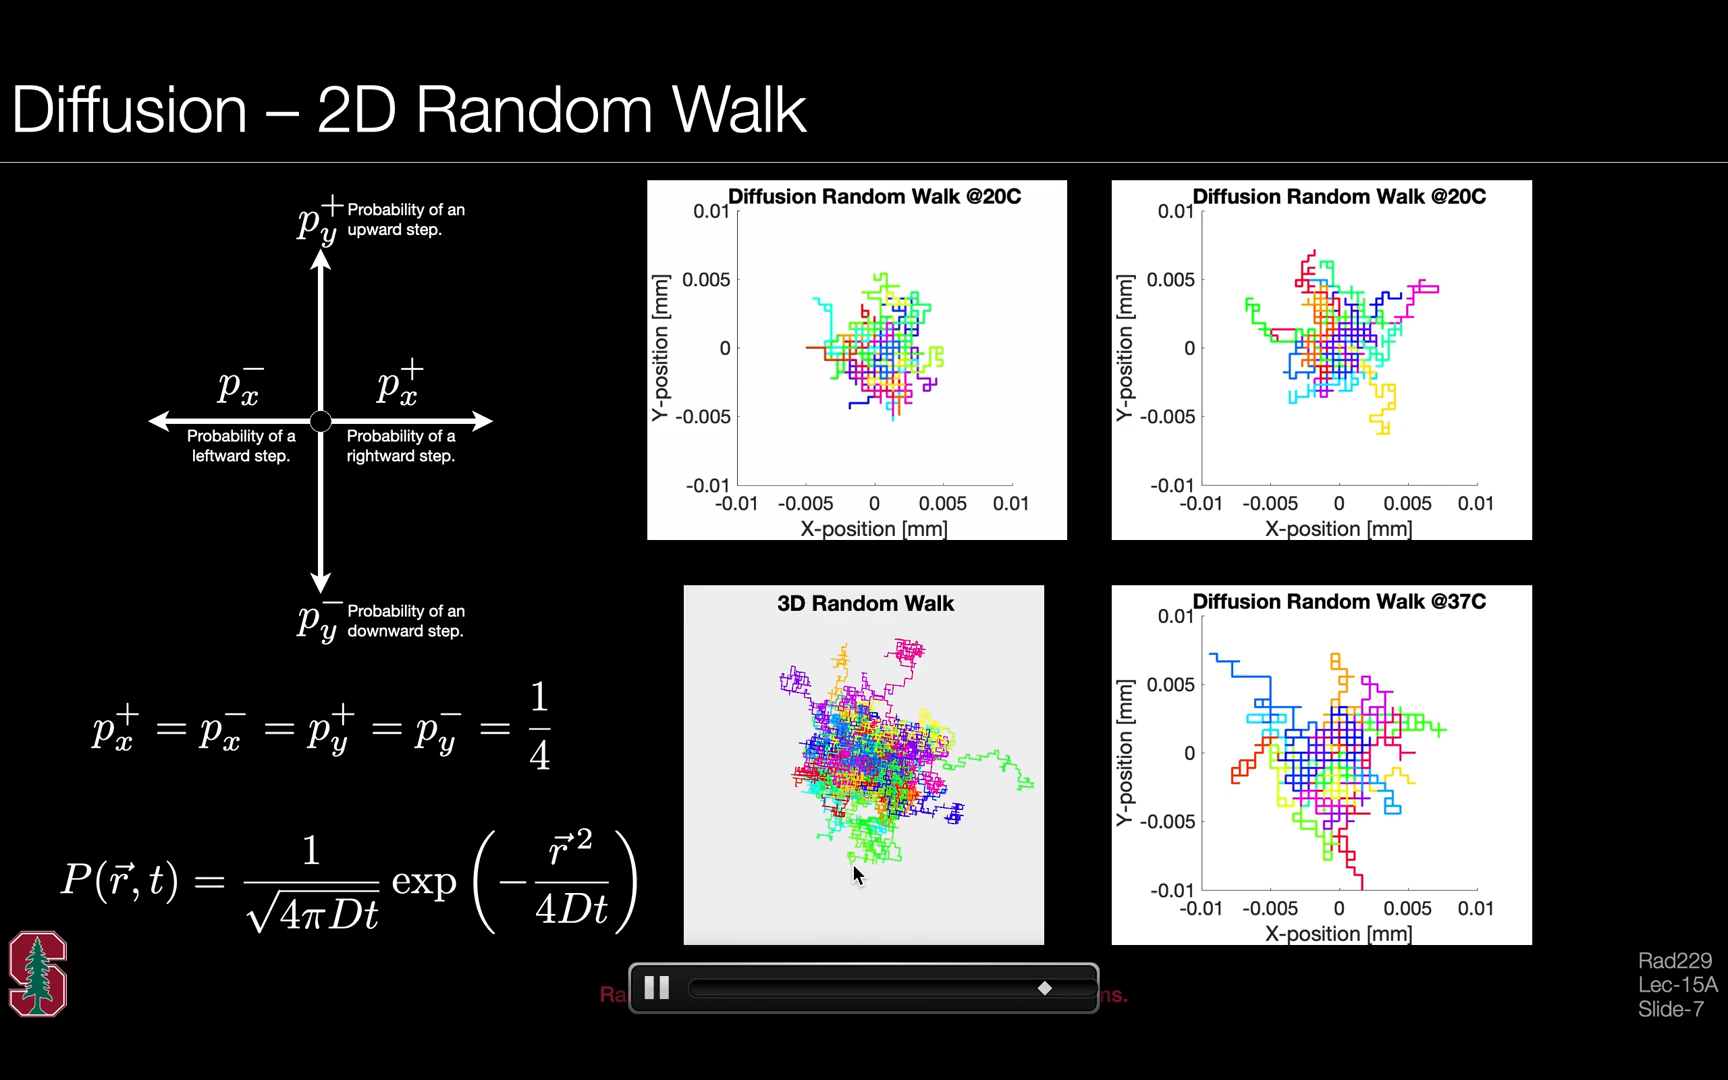 Diffusion – 2D Random Walk
p_y^+ Probability of an
upward step.
p_x^-
p_x^+
Probability of a
leftward step.
Probability of a
rightward step.
p_y^- Probability of an
downward step.
p_x^+ = p_x^- = p_y^+ = p_y^- = 1/4
P(r⃗, t) = 1/√(4πDt) exp(−r⃗²/4Dt)
Diffusion Random Walk @20C
0.01
0.005
0
-0.005
-0.01
Y-position [mm]
-0.01 -0.005 0 0.005 0.01
X-position [mm]
Diffusion Random Walk @20C
0.01
0.005
0
-0.005
-0.01
Y-position [mm]
-0.01 -0.005 0 0.005 0.01
X-position [mm]
3D Random Walk
Diffusion Random Walk @37C
0.01
0.005
0
-0.005
-0.01
Y-position [mm]
-0.01 -0.005 0 0.005 0.01
X-position [mm]
Rad229
Lec-15A
Slide-7